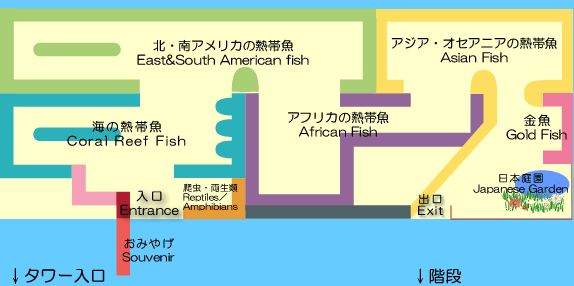 北・南アメリカの熱帯魚
East&South American fish
アジア・オセアニアの熱帯魚
Asian Fish
海の熱帯魚
Coral Reef Fish
アフリカの熱帯魚
African Fish
金魚
Gold Fish
日本庭園
Japanese Garden
入口
Entrance
爬虫・両生類
Reptiles／
Amphibians
出口
Exit
おみやげ
Souvenir
↓タワー入口
↓階段